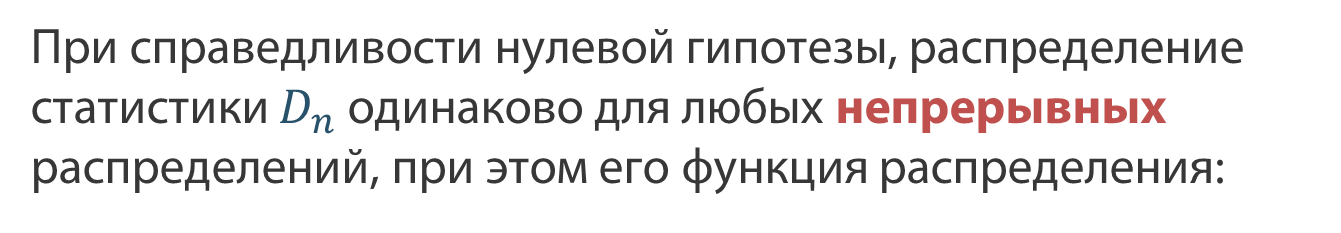 При справедливости нулевой гипотезы, распределение
статистики Dₙ одинаково для любых непрерывных
распределений, при этом его функция распределения: